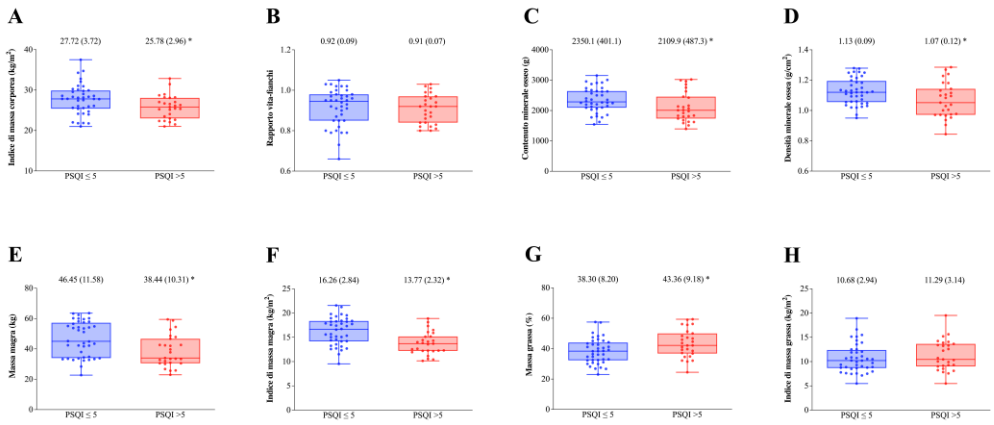 A
27.72 (3.72) 25.78 (2.96) *
Indice di massa corporea (kg/m²)
40
30
20
10
PSQI ≤ 5 PSQI >5
B
0.92 (0.09) 0.91 (0.07)
Rapporto vita-fianchi
1.2
1.0
0.8
0.6
PSQI ≤ 5 PSQI >5
C
2350.1 (401.1) 2109.9 (487.3) *
Contenuto minerale osseo (g)
4000
3000
2000
1000
0
PSQI ≤ 5 PSQI >5
D
1.13 (0.09) 1.07 (0.12) *
Densità minerale ossea (g/cm²)
1.4
1.2
1.0
0.8
0.6
PSQI ≤ 5 PSQI >5
E
46.45 (11.58) 38.44 (10.31) *
Massa magra (kg)
80
60
40
20
0
PSQI ≤ 5 PSQI >5
F
16.26 (2.84) 13.77 (2.32) *
Indice di massa magra (kg/m²)
25
20
15
10
5
0
PSQI ≤ 5 PSQI >5
G
38.30 (8.20) 43.36 (9.18) *
Massa grassa (%)
80
60
40
20
0
PSQI ≤ 5 PSQI >5
H
10.68 (2.94) 11.29 (3.14)
Indice di massa grassa (kg/m²)
25
20
15
10
5
0
PSQI ≤ 5 PSQI >5